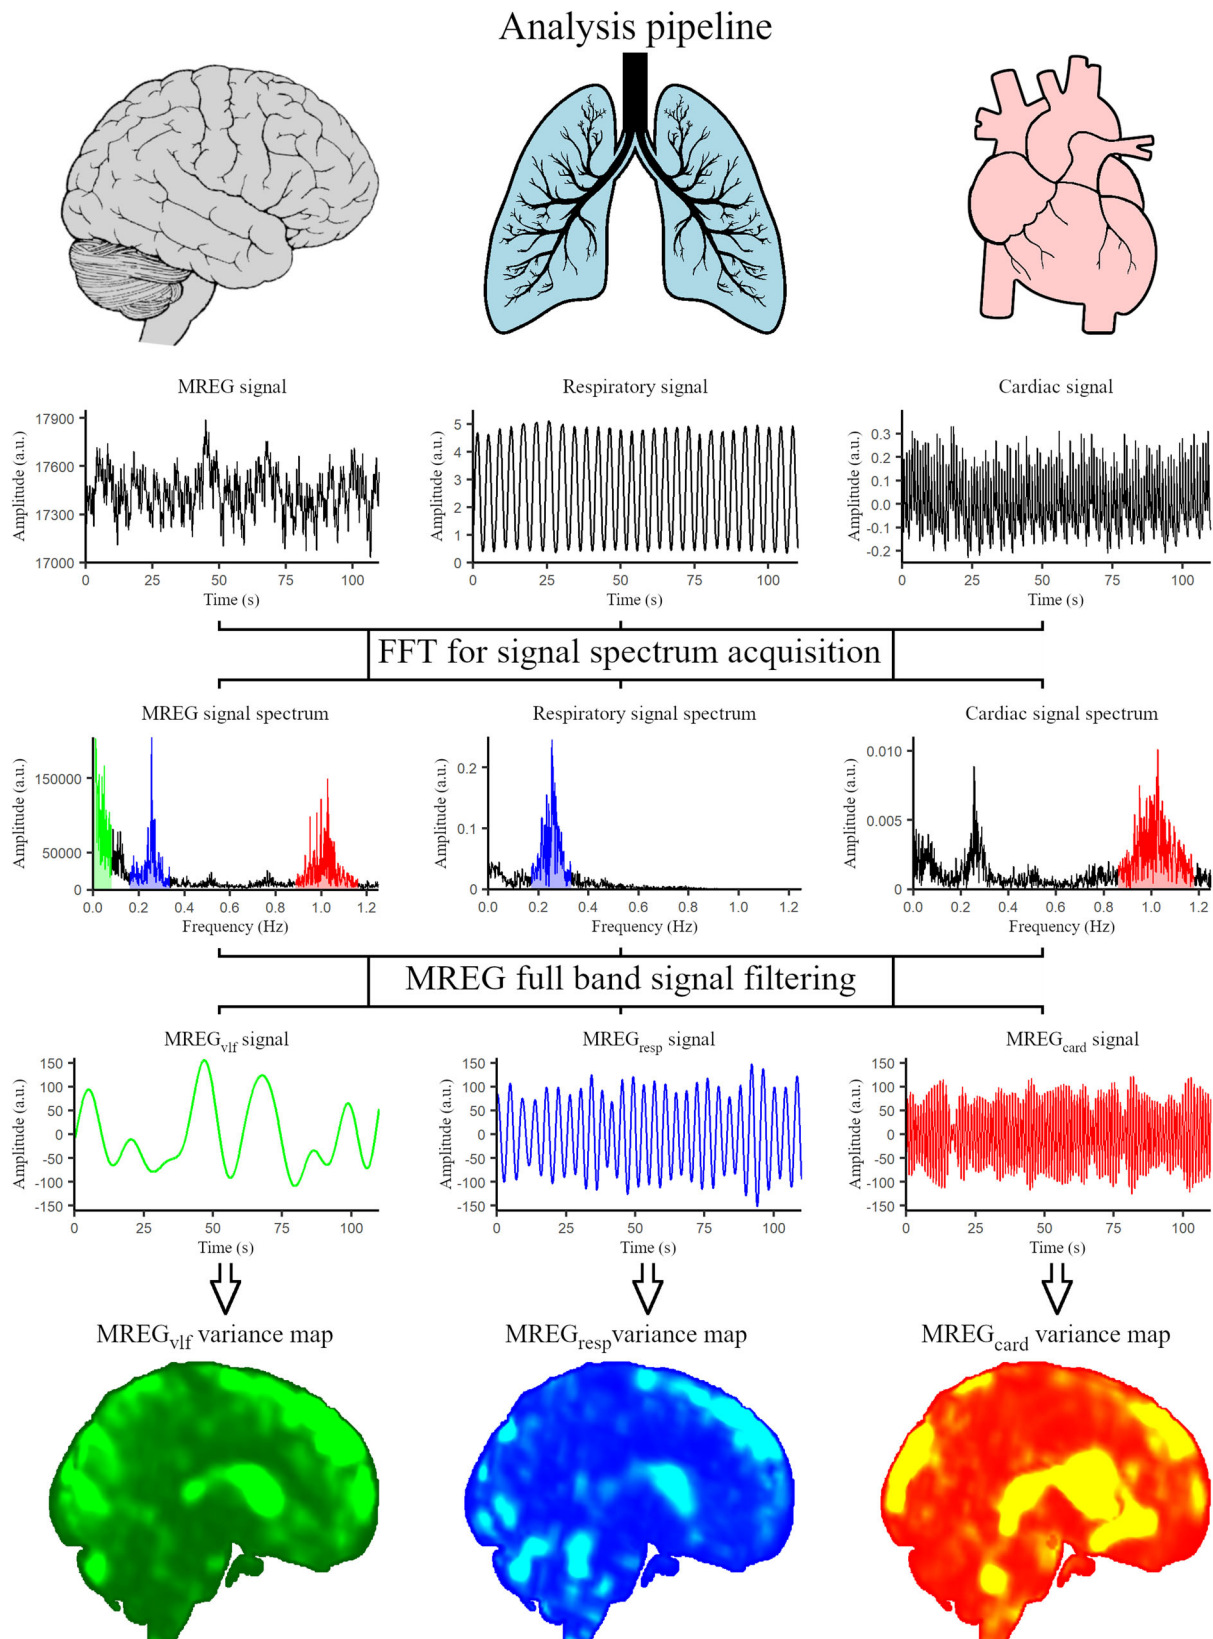 Analysis pipeline
MREG signal
Respiratory signal
Cardiac signal
Amplitude (a.u.)
17900
17600
17300
17000
0 25 50 75 100
Time (s)
Amplitude (a.u.)
5
4
3
2
1
0
0 25 50 75 100
Time (s)
Amplitude (a.u.)
0.3
0.2
0.1
0.0
-0.1
-0.2
0 25 50 75 100
Time (s)
FFT for signal spectrum acquisition
MREG signal spectrum
Respiratory signal spectrum
Cardiac signal spectrum
Amplitude (a.u.)
150000
50000
0
0.0 0.2 0.4 0.6 0.8 1.0 1.2
Frequency (Hz)
Amplitude (a.u.)
0.2
0.1
0
0.0 0.2 0.4 0.6 0.8 1.0 1.2
Frequency (Hz)
Amplitude (a.u.)
0.010
0.005
0
0.0 0.2 0.4 0.6 0.8 1.0 1.2
Frequency (Hz)
MREG full band signal filtering
MREGvlf signal
MREGresp signal
MREGcard signal
Amplitude (a.u.)
150
100
50
0
-50
-100
-150
0 25 50 75 100
Time (s)
Amplitude (a.u.)
150
100
50
0
-50
-100
-150
0 25 50 75 100
Time (s)
Amplitude (a.u.)
150
100
50
0
-50
-100
-150
0 25 50 75 100
Time (s)
MREGvlf variance map
MREGresp variance map
MREGcard variance map